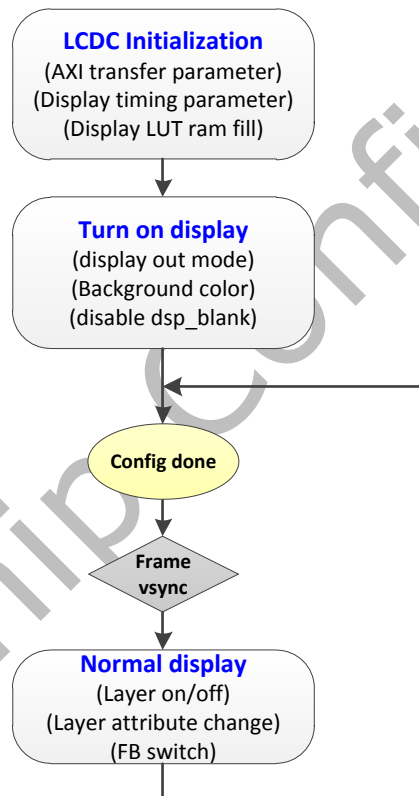 LCDC Initialization
(AXI transfer parameter)
(Display timing parameter)
(Display LUT ram fill)
Turn on display
(display out mode)
(Background color)
(disable dsp_blank)
Config done
Frame
vsync
Normal display
(Layer on/off)
(Layer attribute change)
(FB switch)